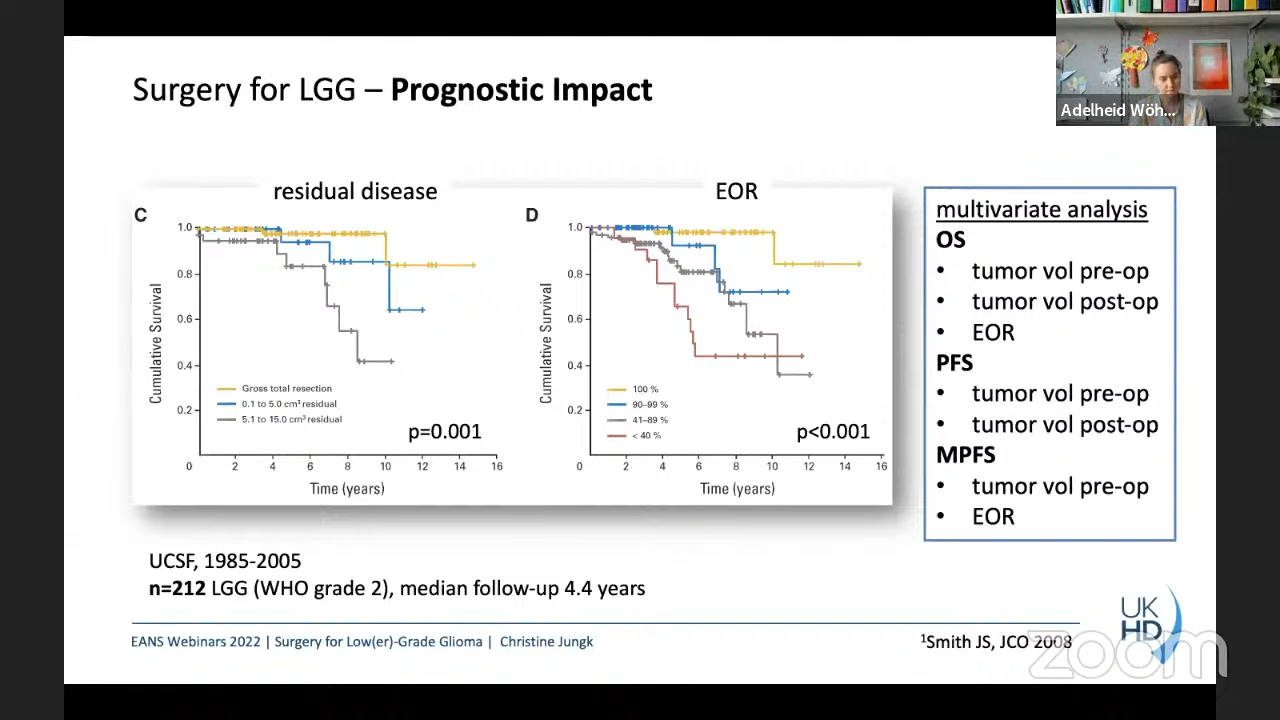 Surgery for LGG – Prognostic Impact
Adelheid Wöh...
residual disease
C
1.0
0.8
0.6
0.4
0.2
0
2
4
6
8
10
12
14
16
Cumulative Survival
Time (years)
Gross total resection
0.1 to 5.0 cm³ residual
5.1 to 15.0 cm³ residual
p=0.001
EOR
D
1.0
0.8
0.6
0.4
0.2
0
2
4
6
8
10
12
14
16
Cumulative Survival
Time (years)
100 %
90–99 %
41–89 %
< 40 %
p<0.001
multivariate analysis
OS
• tumor vol pre-op
• tumor vol post-op
• EOR
PFS
• tumor vol pre-op
• tumor vol post-op
MPFS
• tumor vol pre-op
• EOR
UCSF, 1985-2005
n=212 LGG (WHO grade 2), median follow-up 4.4 years
EANS Webinars 2022 | Surgery for Low(er)-Grade Glioma | Christine Jungk
¹Smith JS, JCO 2008
UK
HD
zoom